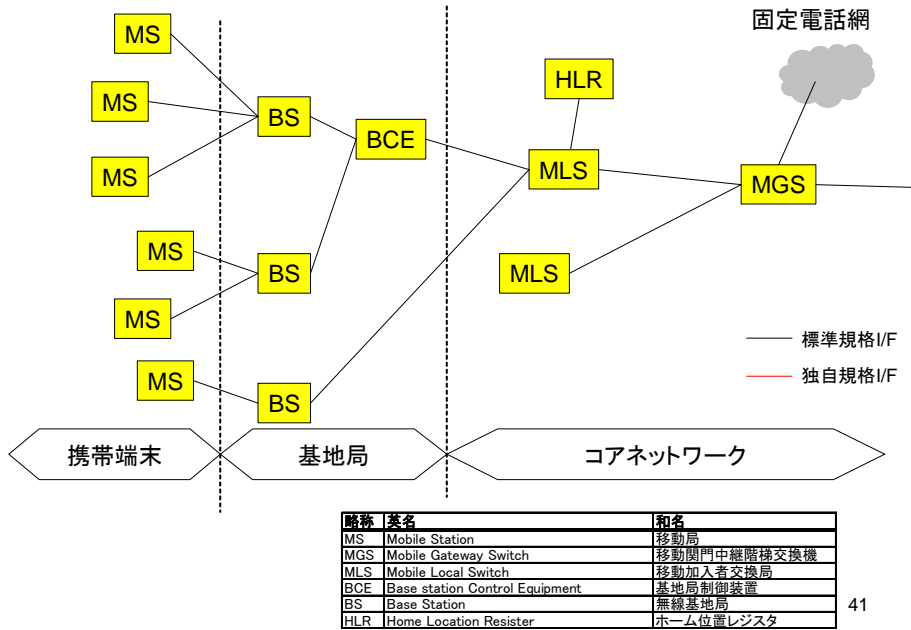 固定電話網
MS
MS
MS
MS
MS
MS
BS
BS
BS
BCE
HLR
MLS
MLS
MGS
標準規格I/F
独自規格I/F
携帯端末
基地局
コアネットワーク
略称 英名 和名
MS Mobile Station 移動局
MGS Mobile Gateway Switch 移動関門中継階梯交換機
MLS Mobile Local Switch 移動加入者交換局
BCE Base station Control Equipment 基地局制御装置
BS Base Station 無線基地局
HLR Home Location Resister ホーム位置レジスタ
41